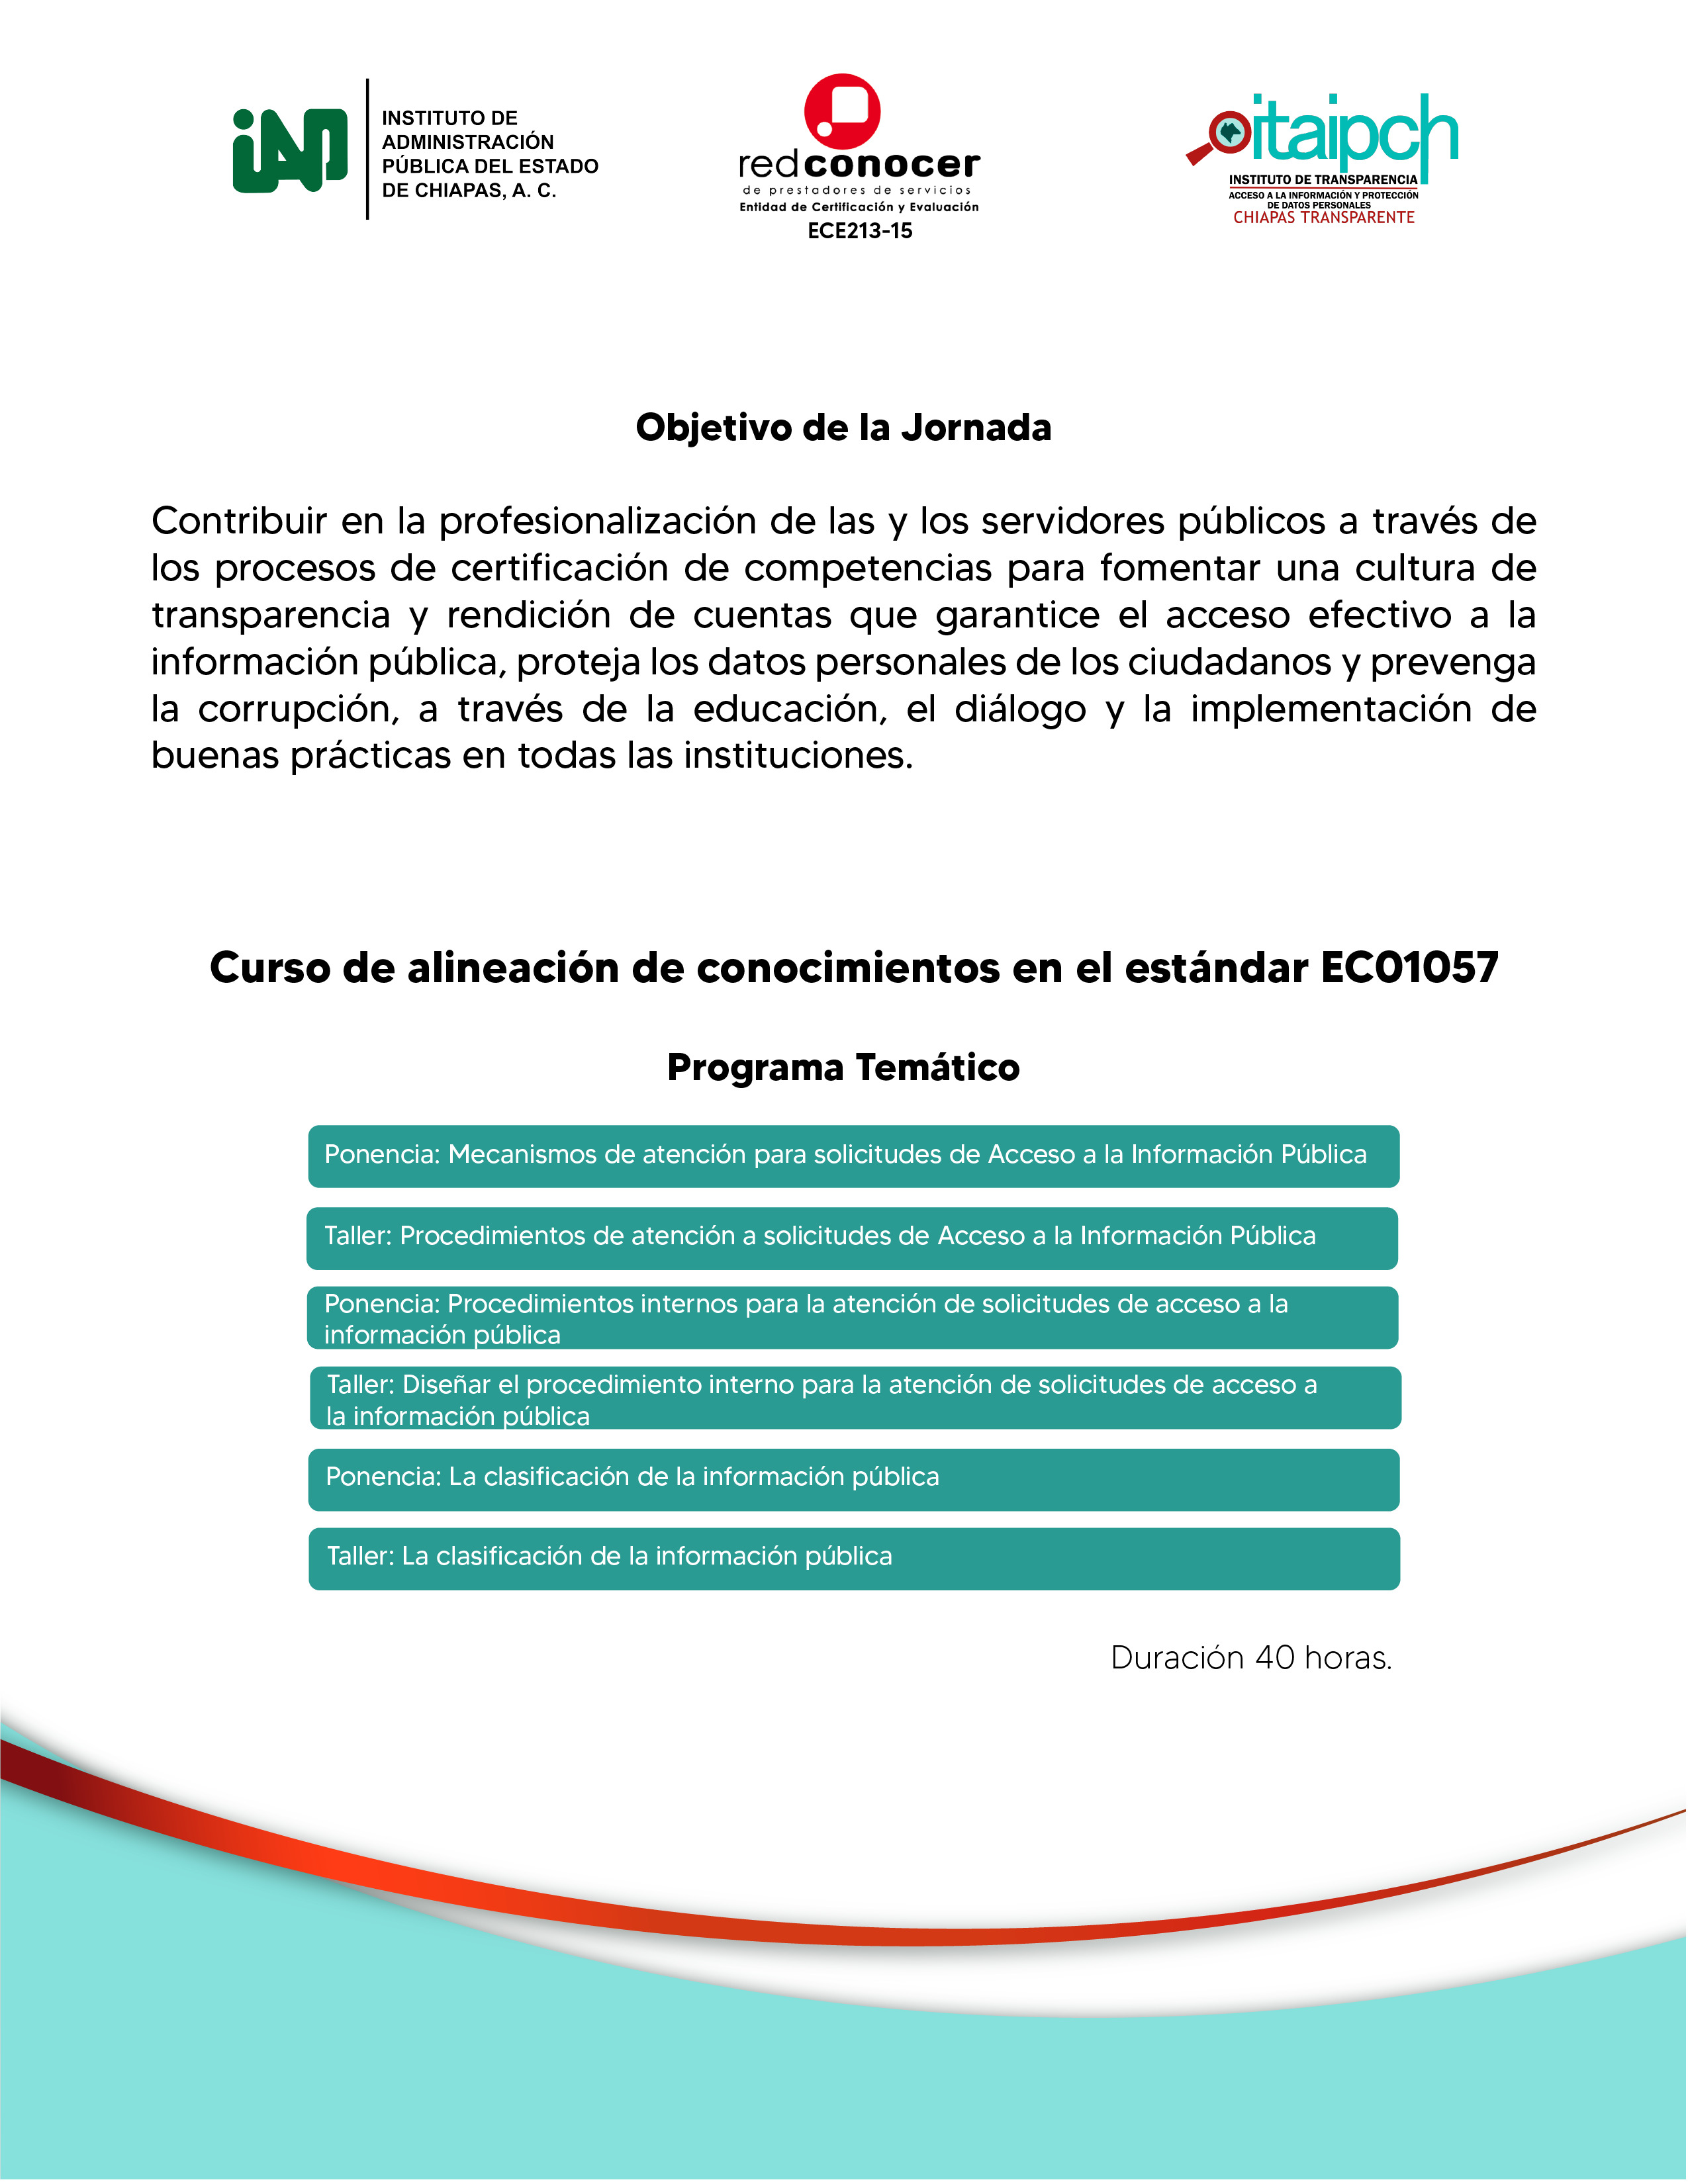 iAP
INSTITUTO DE
ADMINISTRACIÓN
PÚBLICA DEL ESTADO
DE CHIAPAS, A. C.
redconocer
de prestadores de servicios
Entidad de Certificación y Evaluación
ECE213-15
itaipch
INSTITUTO DE TRANSPARENCIA
ACCESO A LA INFORMACIÓN Y PROTECCIÓN
DE DATOS PERSONALES
CHIAPAS TRANSPARENTE
Objetivo de la Jornada
Contribuir en la profesionalización de las y los servidores públicos a través de
los procesos de certificación de competencias para fomentar una cultura de
transparencia y rendición de cuentas que garantice el acceso efectivo a la
información pública, proteja los datos personales de los ciudadanos y prevenga
la corrupción, a través de la educación, el diálogo y la implementación de
buenas prácticas en todas las instituciones.
Curso de alineación de conocimientos en el estándar EC01057
Programa Temático
Ponencia: Mecanismos de atención para solicitudes de Acceso a la Información Pública
Taller: Procedimientos de atención a solicitudes de Acceso a la Información Pública
Ponencia: Procedimientos internos para la atención de solicitudes de acceso a la
información pública
Taller: Diseñar el procedimiento interno para la atención de solicitudes de acceso a
la información pública
Ponencia: La clasificación de la información pública
Taller: La clasificación de la información pública
Duración 40 horas.